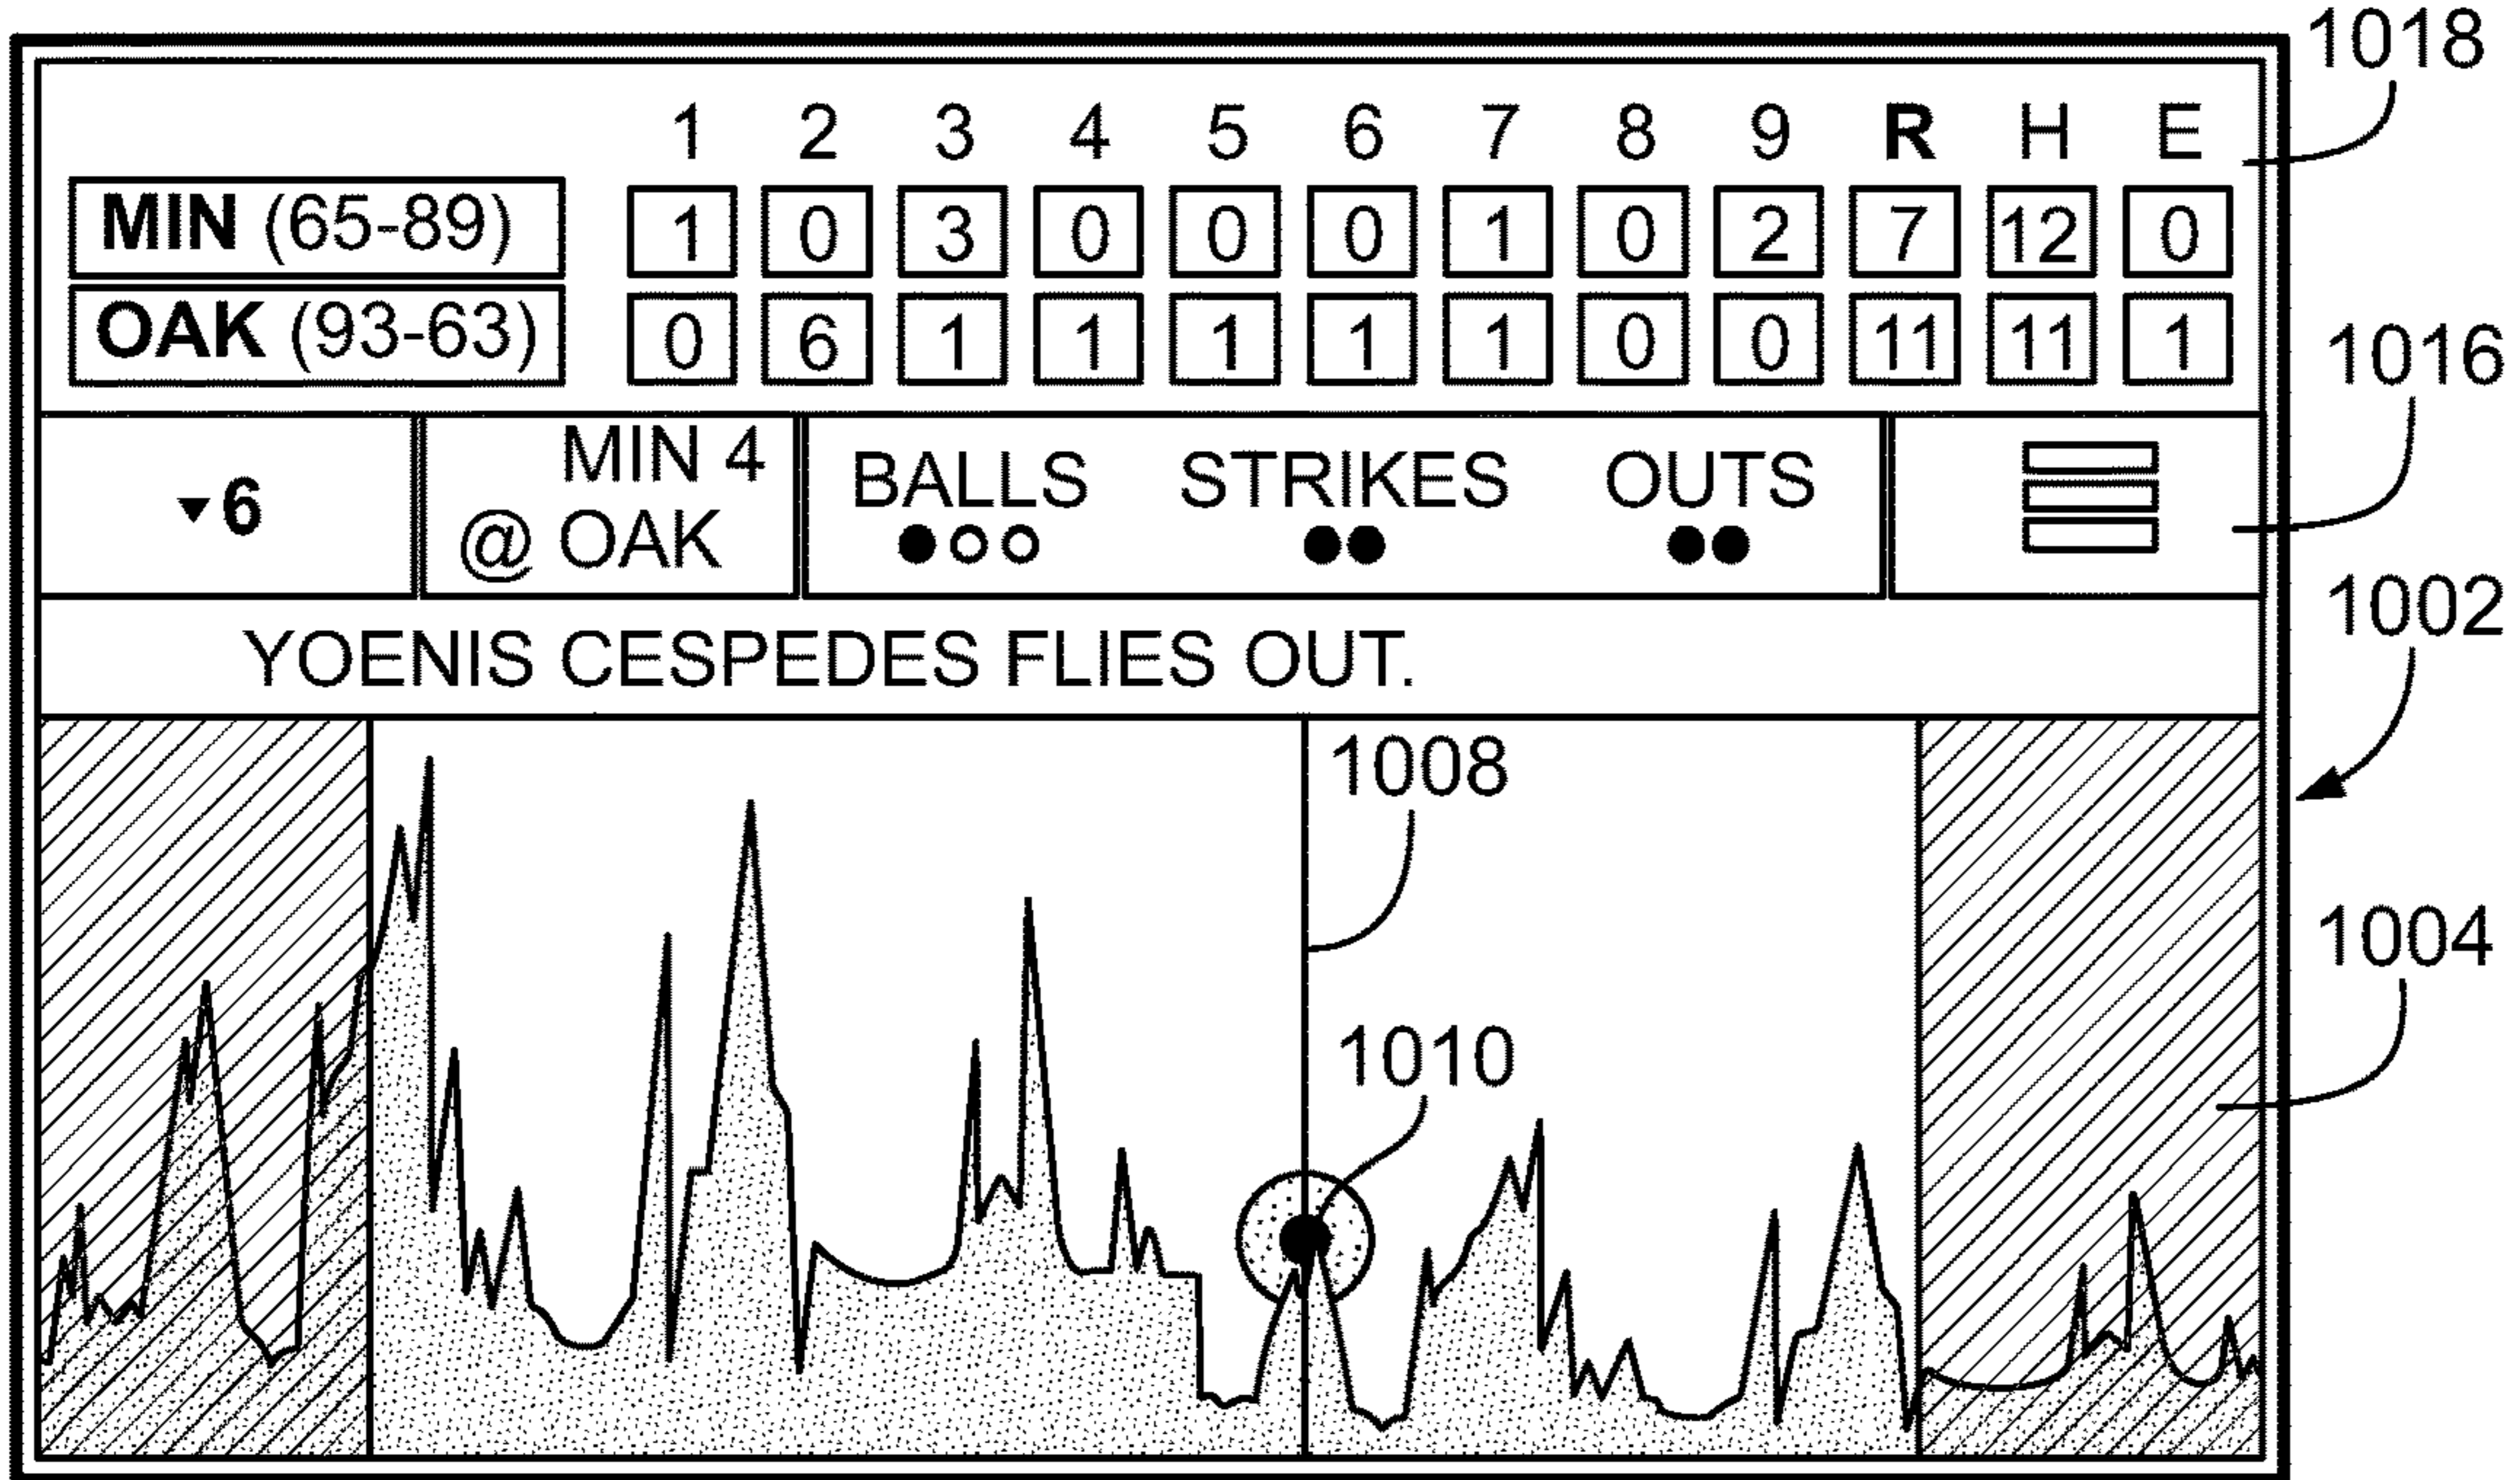 1018
1 2 3 4 5 6 7 8 9 R H E
MIN (65-89) 1 0 3 0 0 0 1 0 2 7 12 0
OAK (93-63) 0 6 1 1 1 1 1 0 0 11 11 1
1016
▼6
MIN 4
@ OAK
BALLS STRIKES OUTS
1002
YOENIS CESPEDES FLIES OUT.
1008
1004
1010